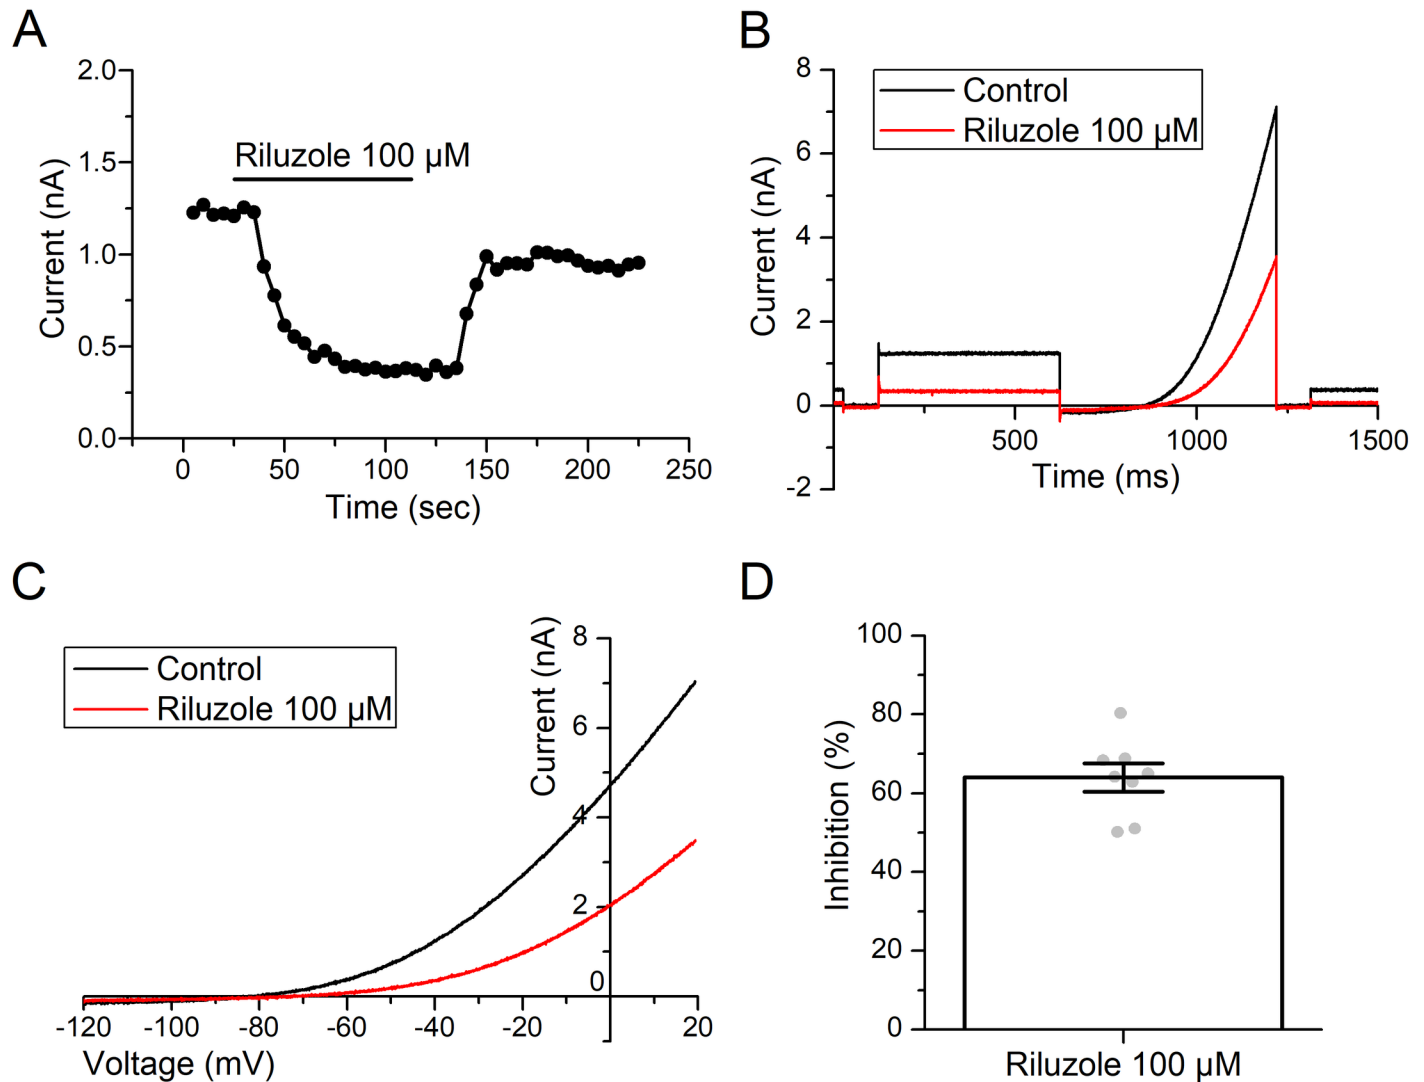 A
2.0
1.5
1.0
0.5
0.0
Current (nA)
Riluzole 100 µM
0
50
100
150
200
250
Time (sec)
B
8
6
4
2
0
-2
Current (nA)
Control
Riluzole 100 µM
500
1000
1500
Time (ms)
C
Control
Riluzole 100 µM
Current (nA)
8
6
4
2
0
-120
-100
-80
-60
-40
-20
20
Voltage (mV)
D
100
80
60
40
20
0
Inhibition (%)
Riluzole 100 µM